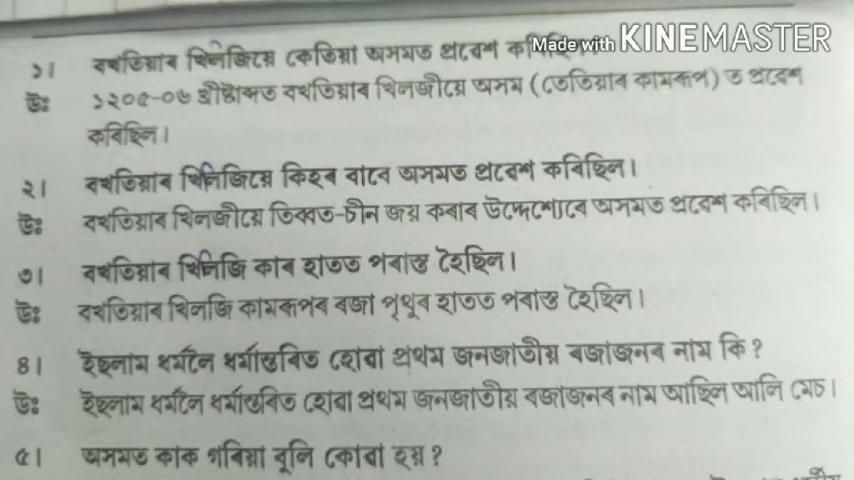 Made with KINEMASTER
১। বখতিয়াৰ খিলিজিয়ে কেতিয়া অসমত প্ৰৱেশ কৰিছিল
উঃ ১২০৫-০৬ খ্ৰীষ্টাব্দত বখতিয়াৰ খিলজীয়ে অসম (তেতিয়াৰ কামৰূপ) ত প্ৰৱেশ
কৰিছিল।
২। বখতিয়াৰ খিলিজিয়ে কিহৰ বাবে অসমত প্ৰৱেশ কৰিছিল।
উঃ বখতিয়াৰ খিলজীয়ে তিব্বত-চীন জয় কৰাৰ উদ্দেশ্যেৰে অসমত প্ৰৱেশ কৰিছিল।
৩। বখতিয়াৰ খিলিজি কাৰ হাতত পৰাস্ত হৈছিল।
উঃ বখতিয়াৰ খিলজি কামৰূপৰ ৰজা পৃথুৰ হাতত পৰাস্ত হৈছিল।
৪। ইছলাম ধৰ্মলৈ ধৰ্মান্তৰিত হোৱা প্ৰথম জনজাতীয় ৰজাজনৰ নাম কি?
উঃ ইছলাম ধৰ্মলৈ ধৰ্মান্তৰিত হোৱা প্ৰথম জনজাতীয় ৰজাজনৰ নাম আছিল আলি মেচ।
৫। অসমত কাক গৰিয়া বুলি কোৱা হয়?